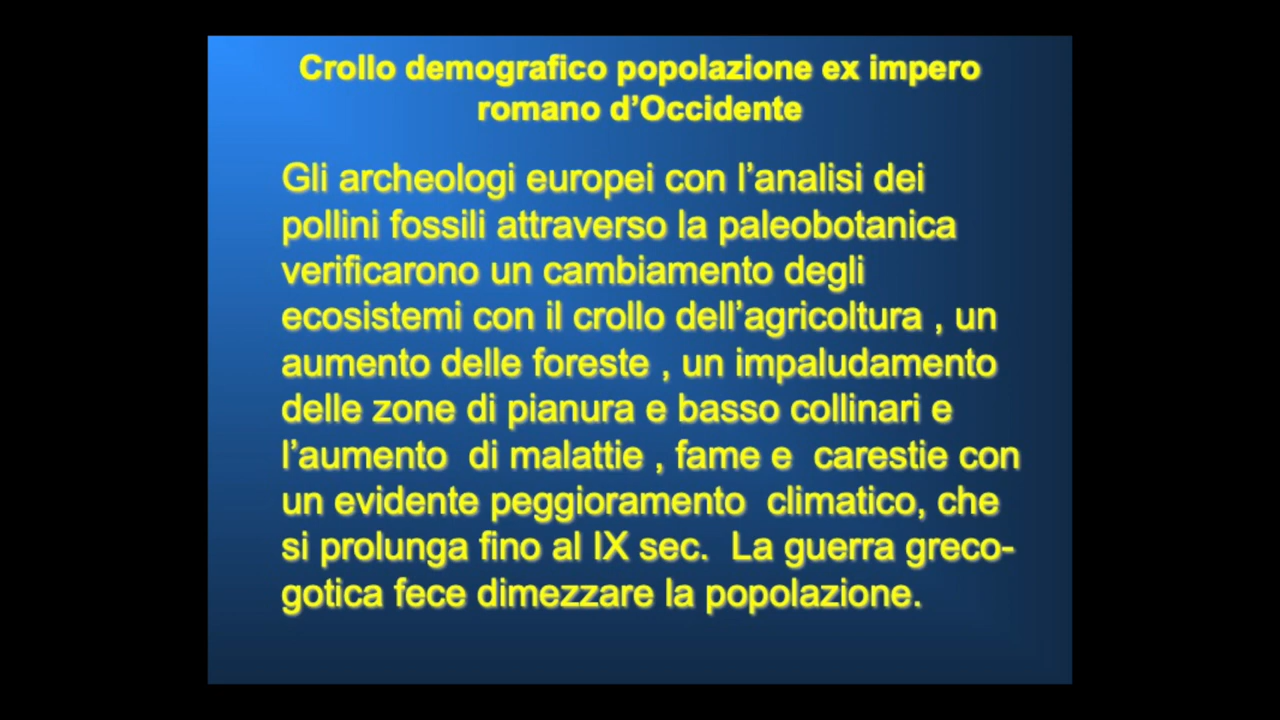 Crollo demografico popolazione ex impero
romano d’Occidente
Gli archeologi europei con l’analisi dei
pollini fossili attraverso la paleobotanica
verificarono un cambiamento degli
ecosistemi con il crollo dell’agricoltura , un
aumento delle foreste , un impaludamento
delle zone di pianura e basso collinari e
l’aumento  di malattie , fame e  carestie con
un evidente peggioramento  climatico, che
si prolunga fino al IX sec.  La guerra greco-
gotica fece dimezzare la popolazione.